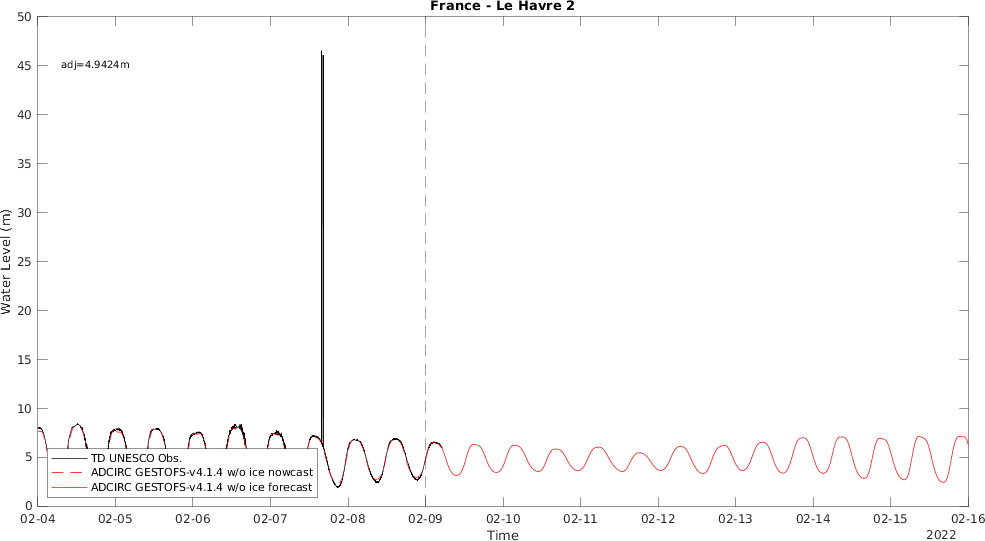 France - Le Havre 2
50
45
40
35
30
25
20
15
10
5
0
Water Level (m)
adj=4.9424m
TD UNESCO Obs.
ADCIRC GESTOFS-v4.1.4 w/o ice nowcast
ADCIRC GESTOFS-v4.1.4 w/o ice forecast
02-04 02-05 02-06 02-07 02-08 02-09 02-10 02-11 02-12 02-13 02-14 02-15 02-16
Time
2022